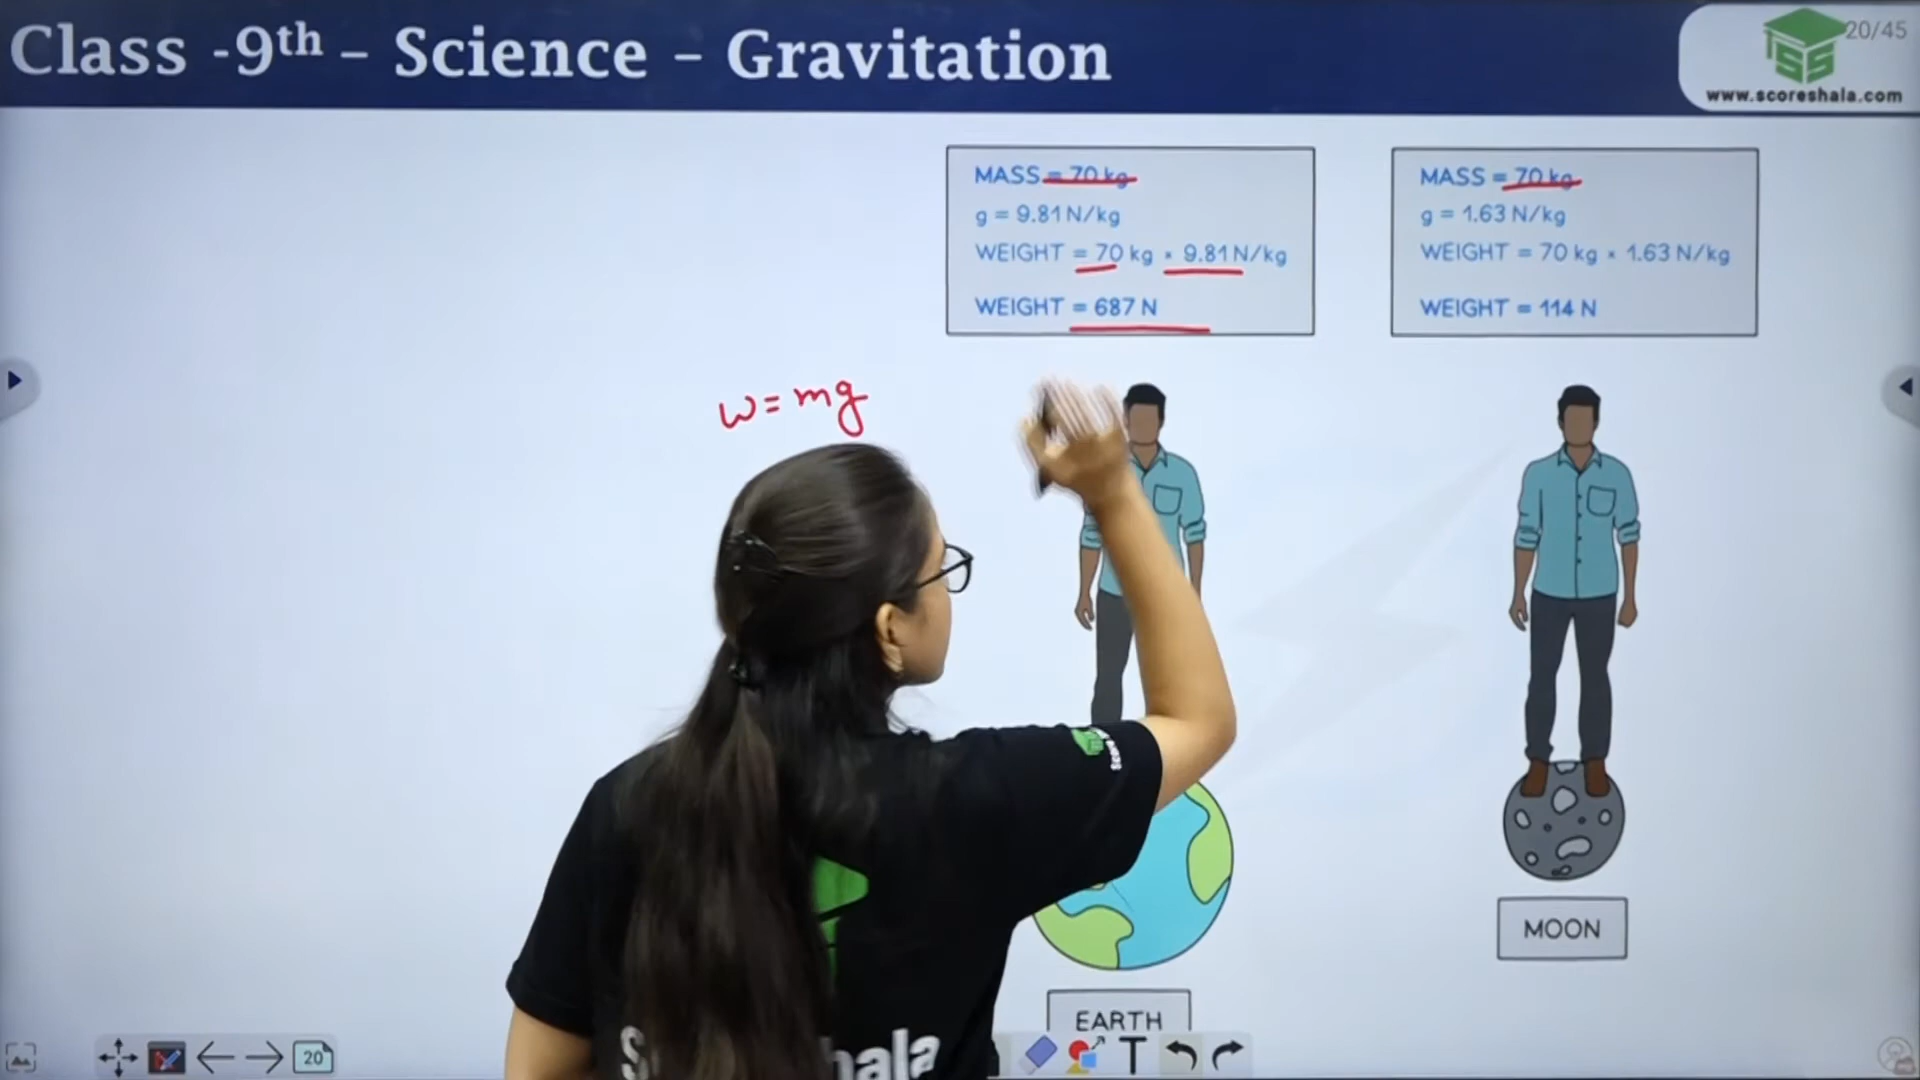 Class -9th – Science – Gravitation
20/45
www.scoreshala.com
MASS = 70 kg
g = 9.81 N/kg
WEIGHT = 70 kg × 9.81 N/kg
WEIGHT = 687 N
MASS = 70 kg
g = 1.63 N/kg
WEIGHT = 70 kg × 1.63 N/kg
WEIGHT = 114 N
w = mg
MOON
EARTH
20
T